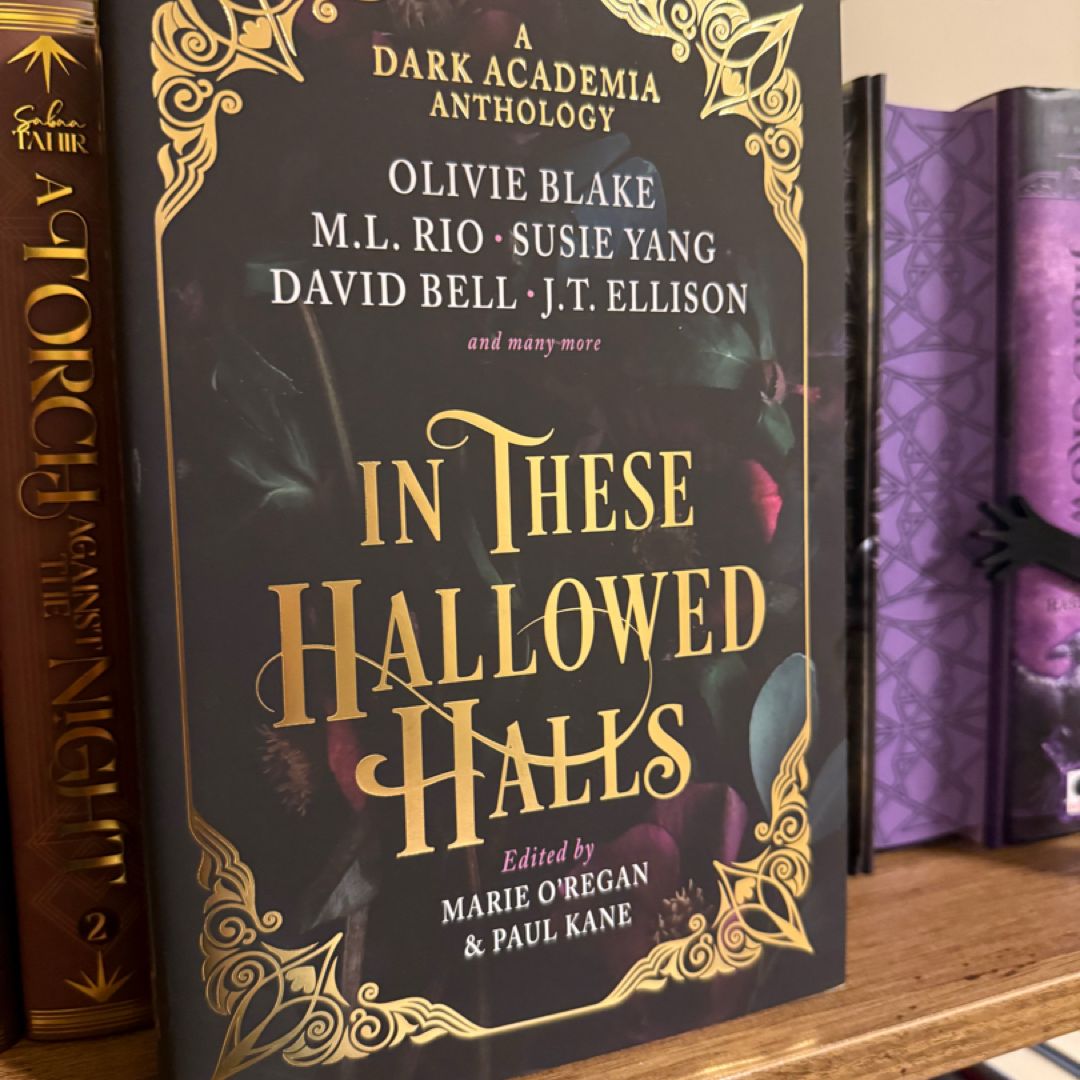 Sabaa
TAHIR
A TORCH
AGAINST
THE
NIGHT
2
A
DARK ACADEMIA
ANTHOLOGY
OLIVIE BLAKE
M.L. RIO • SUSIE YANG
DAVID BELL • J.T. ELLISON
and many more
IN THESE
HALLOWED
HALLS
Edited by
MARIE O'REGAN
& PAUL KANE